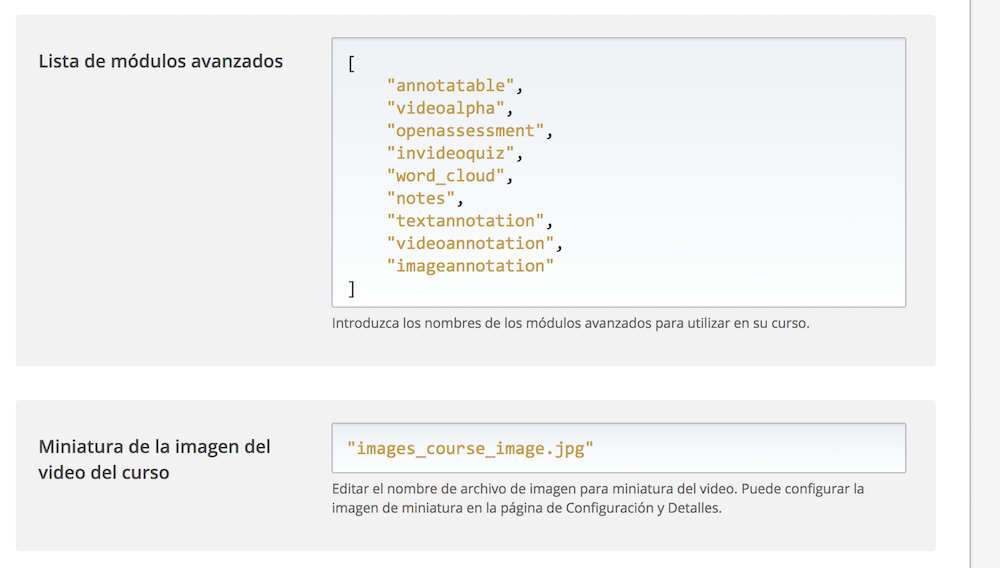 Lista de módulos avanzados
[
"annotatable",
"videoalpha",
"openassessment",
"invideoquiz",
"word_cloud",
"notes",
"textannotation",
"videoannotation",
"imageannotation"
]
Introduzca los nombres de los módulos avanzados para utilizar en su curso.
Miniatura de la imagen del
video del curso
"images_course_image.jpg"
Editar el nombre de archivo de imagen para miniatura del video. Puede configurar la
imagen de miniatura en la página de Configuración y Detalles.